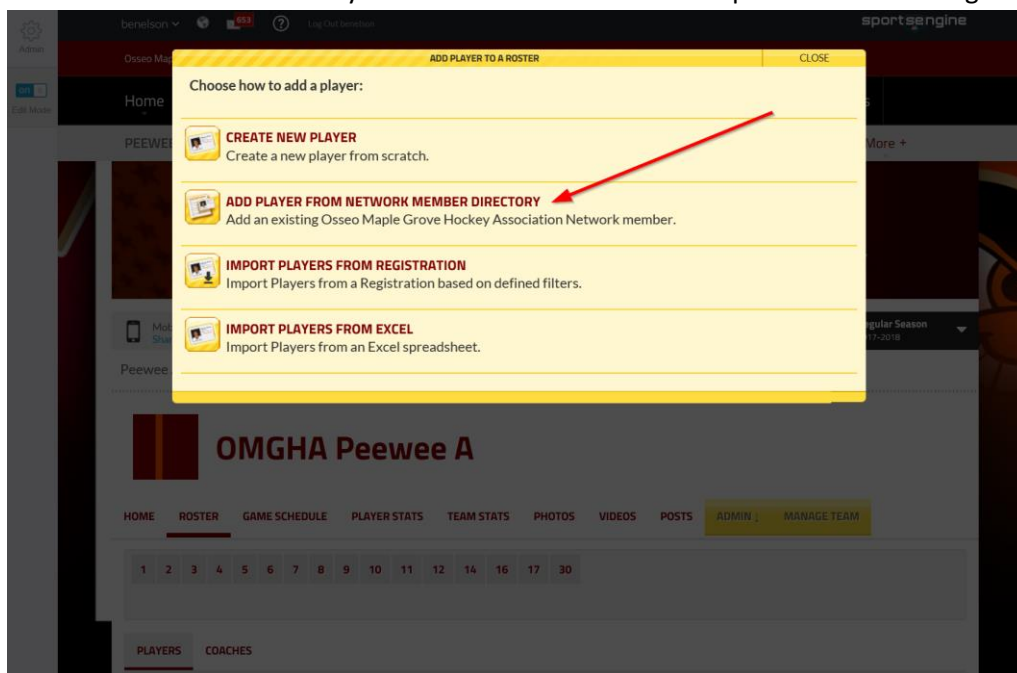 benelson
653
?
Log Out benelson
sportsengine
Admin
Osseo Map
ADD PLAYER TO A ROSTER
CLOSE
Choose how to add a player:
on
Edit Mode
Home
s
PEEWEE
More +
CREATE NEW PLAYER
Create a new player from scratch.
ADD PLAYER FROM NETWORK MEMBER DIRECTORY
Add an existing Osseo Maple Grove Hockey Association Network member.
IMPORT PLAYERS FROM REGISTRATION
Import Players from a Registration based on defined filters.
IMPORT PLAYERS FROM EXCEL
Import Players from an Excel spreadsheet.
Mob
Shar
egular Season
17-2018
Peewee
OMGHA Peewee A
HOME ROSTER GAME SCHEDULE PLAYER STATS TEAM STATS PHOTOS VIDEOS POSTS ADMIN MANAGE TEAM
1 2 3 4 5 6 7 8 9 10 11 12 14 16 17 30
PLAYERS COACHES